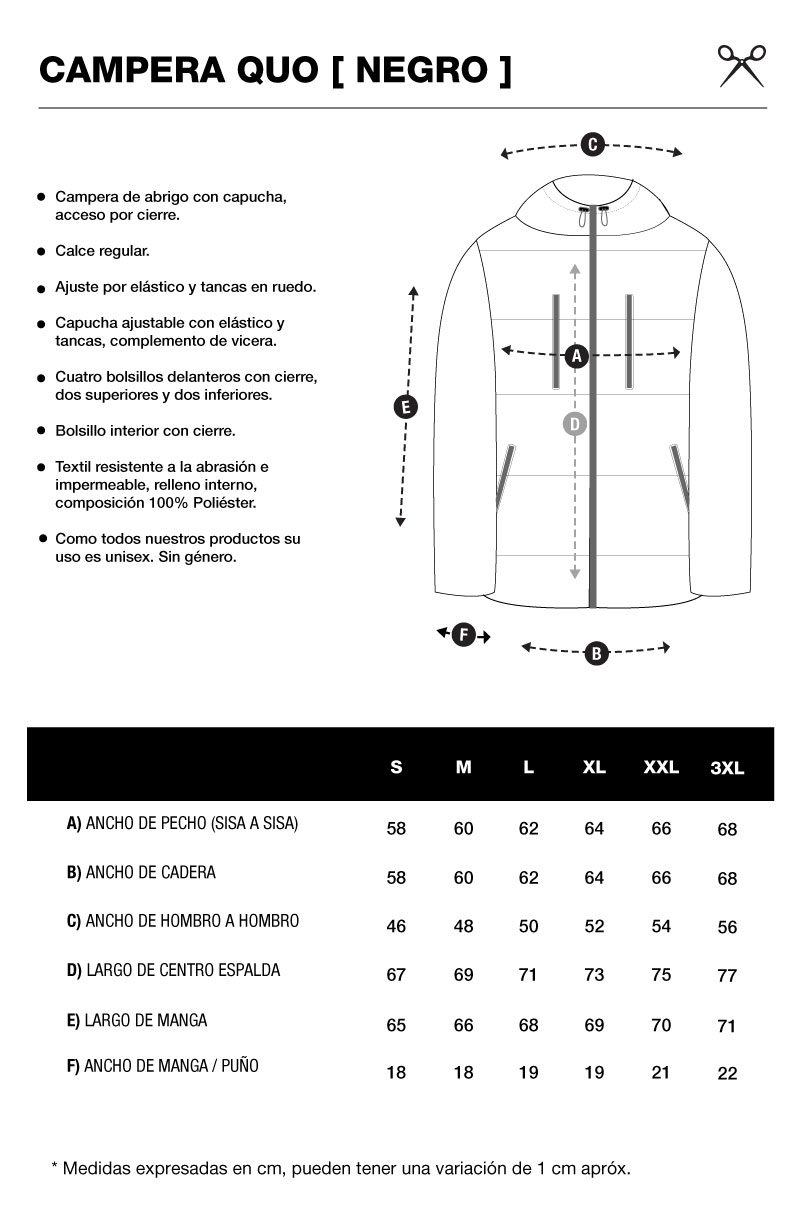 CAMPERA QUO [ NEGRO ]
Campera de abrigo con capucha,
acceso por cierre.
Calce regular.
Ajuste por elástico y tancas en ruedo.
Capucha ajustable con elástico y
tancas, complemento de vicera.
Cuatro bolsillos delanteros con cierre,
dos superiores y dos inferiores.
Bolsillo interior con cierre.
Textil resistente a la abrasión e
impermeable, relleno interno,
composición 100% Poliéster.
Como todos nuestros productos su
uso es unisex. Sin género.
C
A
E
D
F
B
S M L XL XXL 3XL
A) ANCHO DE PECHO (SISA A SISA) 58 60 62 64 66 68
B) ANCHO DE CADERA 58 60 62 64 66 68
C) ANCHO DE HOMBRO A HOMBRO 46 48 50 52 54 56
D) LARGO DE CENTRO ESPALDA 67 69 71 73 75 77
E) LARGO DE MANGA 65 66 68 69 70 71
F) ANCHO DE MANGA / PUÑO 18 18 19 19 21 22
* Medidas expresadas en cm, pueden tener una variación de 1 cm apróx.